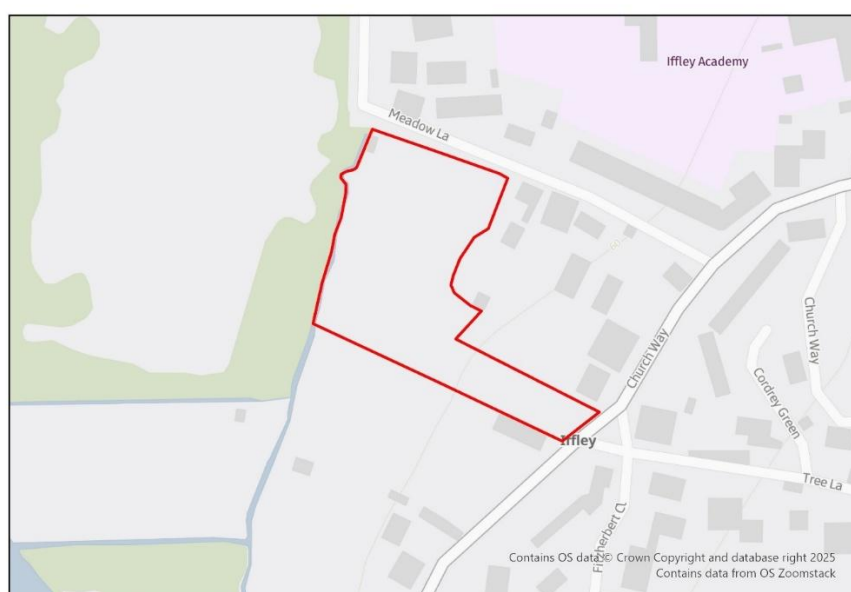 Iffley Academy
Meadow La
60
Church Way
Church Way
Cordrey Green
Iffley
Tree La
Fitzherbert Cl
Contains OS data © Crown Copyright and database right 2025
Contains data from OS Zoomstack